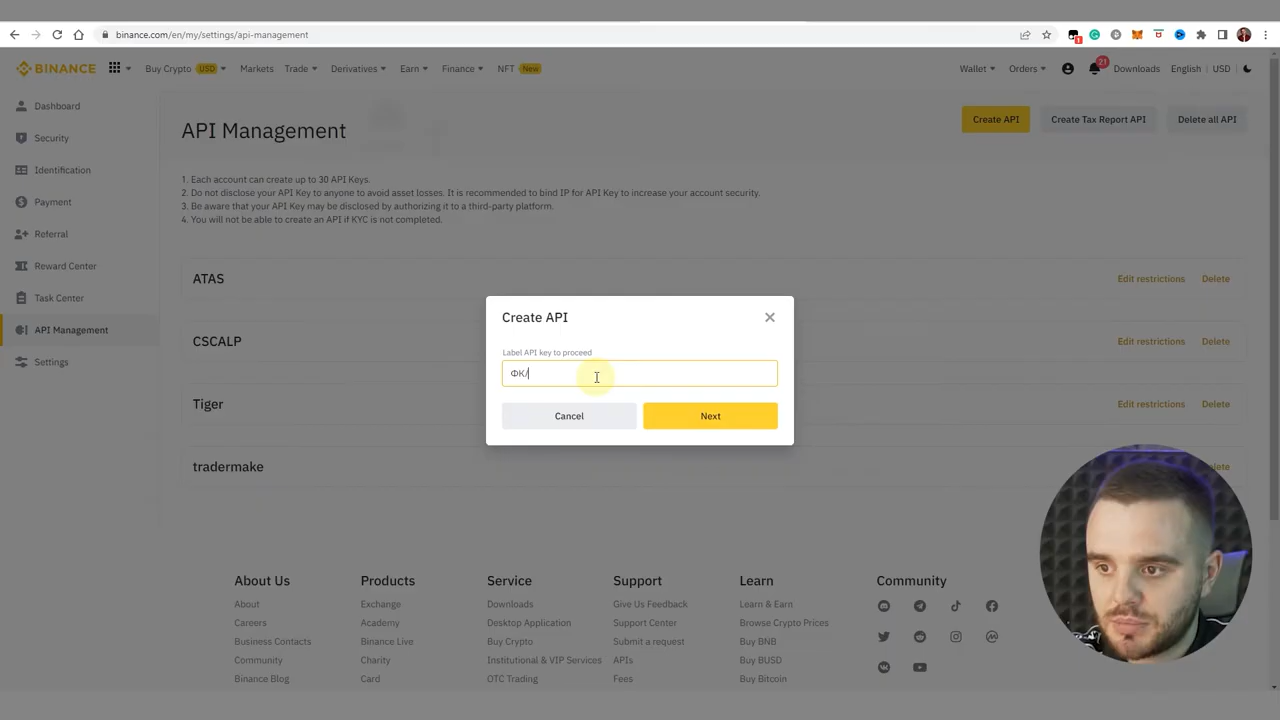 binance.com/en/my/settings/api-management
1
BINANCE
Buy Crypto USD Markets Trade Derivatives Earn Finance NFT New
Wallet Orders 21 Downloads English USD
Dashboard
Security
Identification
Payment
Referral
Reward Center
Task Center
API Management
Settings
API Management
Create API Create Tax Report API Delete all API
1. Each account can create up to 30 API Keys.
2. Do not disclose your API Key to anyone to avoid asset losses. It is recommended to bind IP for API Key to increase your account security.
3. Be aware that your API Key may be disclosed by authorizing it to a third-party platform.
4. You will not be able to create an API if KYC is not completed.
ATAS Edit restrictions Delete
CSCALP Edit restrictions Delete
Tiger Edit restrictions Delete
tradermake
Create API
Label API key to proceed
ФК/
Cancel Next
About Us
About
Careers
Business Contacts
Community
Binance Blog
Products
Exchange
Academy
Binance Live
Charity
Card
Service
Downloads
Desktop Application
Buy Crypto
Institutional & VIP Services
OTC Trading
Support
Give Us Feedback
Support Center
Submit a request
APIs
Fees
Learn
Learn & Earn
Browse Crypto Prices
Buy BNB
Buy BUSD
Buy Bitcoin
Community